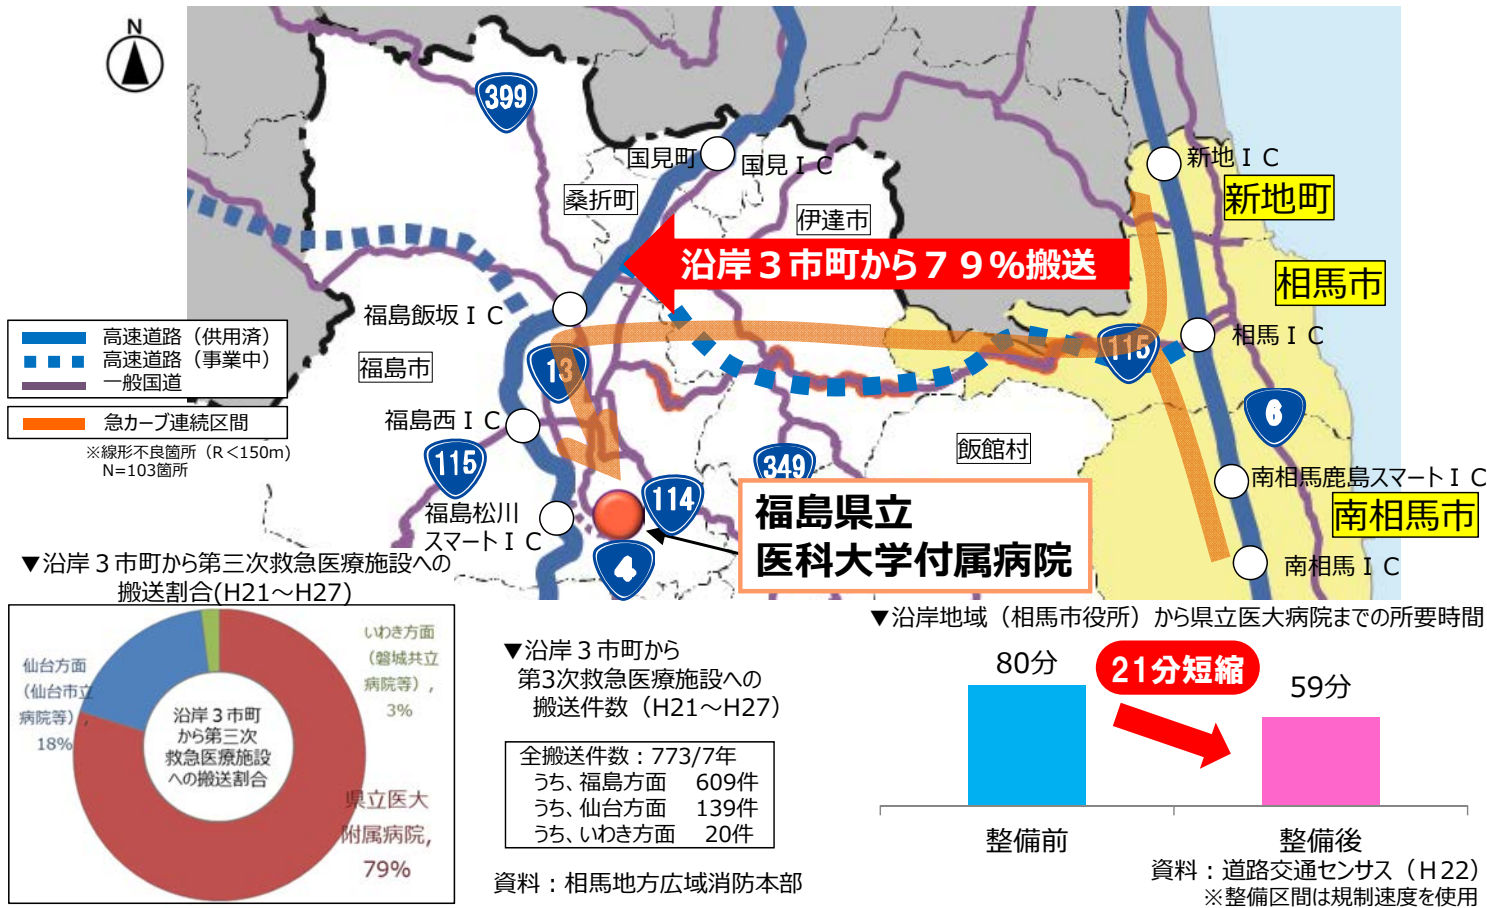 N
399
国見町
国見ＩＣ
桑折町
伊達市
新地ＩＣ
新地町
沿岸３市町から７９％搬送
相馬市
福島飯坂ＩＣ
相馬ＩＣ
高速道路（供用済）
高速道路（事業中）
一般国道
急カーブ連続区間
※線形不良箇所（R＜150m）
N=103箇所
福島市
13
115
6
福島西ＩＣ
115
飯館村
349
南相馬鹿島スマートＩＣ
南相馬市
114
福島松川
スマートＩＣ
4
福島県立
医科大学付属病院
南相馬ＩＣ
▼沿岸３市町から第三次救急医療施設への
搬送割合(H21～H27)
いわき方面
（磐城共立
病院等）,
3%
仙台方面
（仙台市立
病院等）,
18%
沿岸３市町
から第三次
救急医療施設
への搬送割合
県立医大
附属病院,
79%
▼沿岸３市町から
第3次救急医療施設への
搬送件数（H21～H27）
全搬送件数：773/7年
うち、福島方面 609件
うち、仙台方面 139件
うち、いわき方面 20件
資料：相馬地方広域消防本部
▼沿岸地域（相馬市役所）から県立医大病院までの所要時間
80分
21分短縮
59分
整備前
整備後
資料：道路交通センサス（Ｈ22）
※整備区間は規制速度を使用